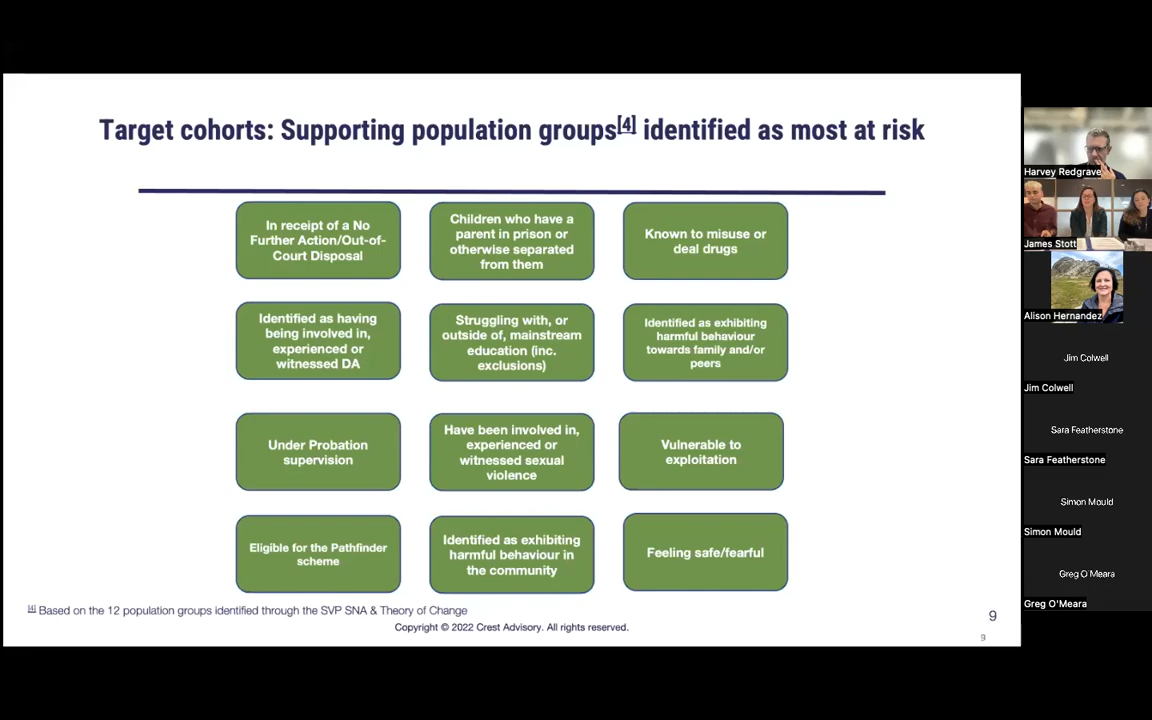 Target cohorts: Supporting population groups[4] identified as most at risk
In receipt of a No
Further Action/Out-of-
Court Disposal
Children who have a
parent in prison or
otherwise separated
from them
Known to misuse or
deal drugs
Identified as having
being involved in,
experienced or
witnessed DA
Struggling with, or
outside of, mainstream
education (inc.
exclusions)
Identified as exhibiting
harmful behaviour
towards family and/or
peers
Under Probation
supervision
Have been involved in,
experienced or
witnessed sexual
violence
Vulnerable to
exploitation
Eligible for the Pathfinder
scheme
Identified as exhibiting
harmful behaviour in
the community
Feeling safe/fearful
[4] Based on the 12 population groups identified through the SVP SNA & Theory of Change
Copyright © 2022 Crest Advisory. All rights reserved.
9
9
Harvey Redgrave
James Stott
Alison Hernandez
Jim Colwell
Jim Colwell
Sara Featherstone
Sara Featherstone
Simon Mould
Simon Mould
Greg O'Meara
Greg O'Meara